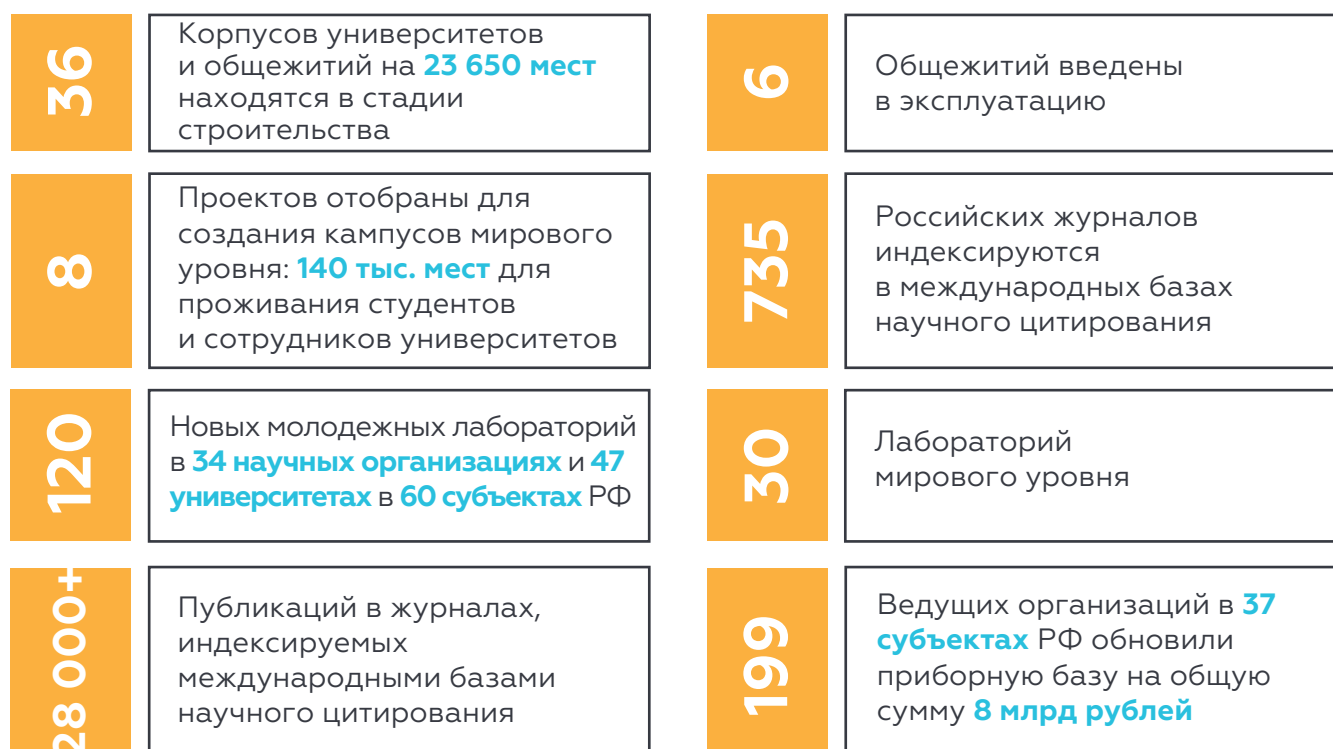 36
Корпусов университетов
и общежитий на 23 650 мест
находятся в стадии
строительства
6
Общежитий введены
в эксплуатацию
8
Проектов отобраны для
создания кампусов мирового
уровня: 140 тыс. мест для
проживания студентов
и сотрудников университетов
735
Российских журналов
индексируются
в международных базах
научного цитирования
120
Новых молодежных лабораторий
в 34 научных организациях и 47
университетах в 60 субъектах РФ
30
Лабораторий
мирового уровня
28 000+
Публикаций в журналах,
индексируемых
международными базами
научного цитирования
199
Ведущих организаций в 37
субъектах РФ обновили
приборную базу на общую
сумму 8 млрд рублей